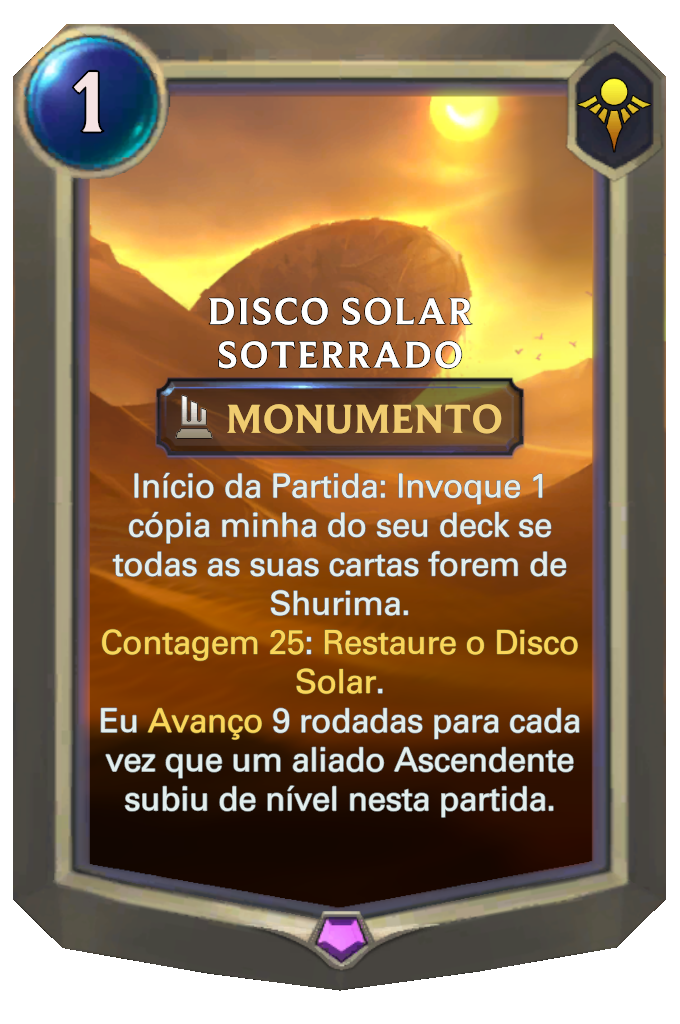 1
DISCO SOLAR
SOTERRADO
MONUMENTO
Início da Partida: Invoque 1
cópia minha do seu deck se
todas as suas cartas forem de
Shurima.
Contagem 25: Restaure o Disco
Solar.
Eu Avanço 9 rodadas para cada
vez que um aliado Ascendente
subiu de nível nesta partida.